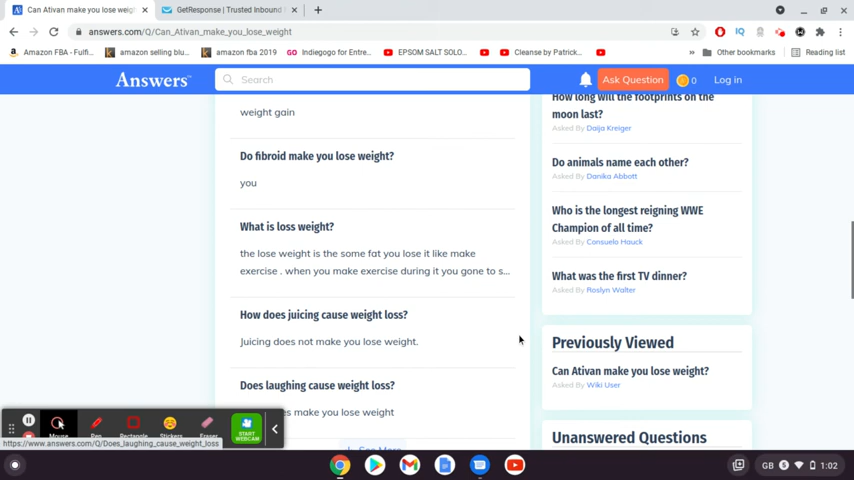 Can Ativan make you lose weig
GetResponse | Trusted Inbound
answers.com/Q/Can_Ativan_make_you_lose_weight
Amazon FBA - Fulfi...
amazon selling blu...
amazon fba 2019
GO Indiegogo for Entre...
EPSOM SALT SOLO...
Cleanse by Patrick...
»
Other bookmarks
Reading list
Answers
Search
Ask Question
0
Log in
weight gain
Do fibroid make you lose weight?
you
What is loss weight?
the lose weight is the some fat you lose it like make
exercise . when you make exercise during it you gone to s...
How does juicing cause weight loss?
Juicing does not make you lose weight.
Does laughing cause weight loss?
es make you lose weight
See More
How long will the footprints on the
moon last?
Asked By Daija Kreiger
Do animals name each other?
Asked By Danika Abbott
Who is the longest reigning WWE
Champion of all time?
Asked By Consuelo Hauck
What was the first TV dinner?
Asked By Roslyn Walter
Previously Viewed
Can Ativan make you lose weight?
Asked By Wiki User
Unanswered Questions
Mouse
Pen
Rectangle
Stickers
Eraser
START
WEBCAM
https://www.answers.com/Q/Does_laughing_cause_weight_loss
GB
1:02